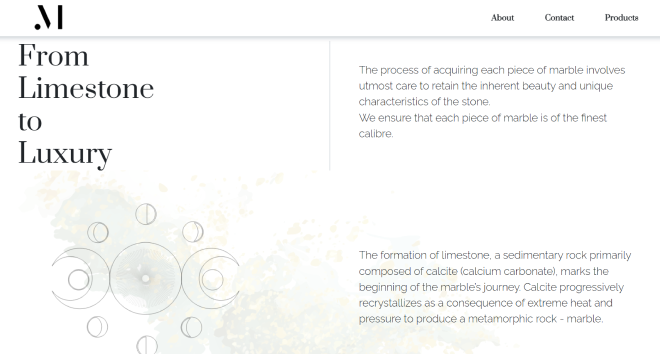 M
About
Contact
Products
From
Limestone
to
Luxury
The process of acquiring each piece of marble involves
utmost care to retain the inherent beauty and unique
characteristics of the stone.
We ensure that each piece of marble is of the finest
calibre.
The formation of limestone, a sedimentary rock primarily
composed of calcite (calcium carbonate), marks the
beginning of the marble's journey. Calcite progressively
recrystallizes as a consequence of extreme heat and
pressure to produce a metamorphic rock - marble.